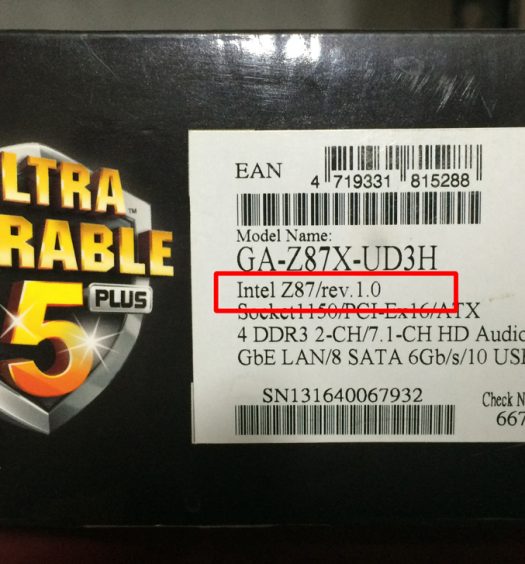 LTRA
RABLE
5
PLUS
EAN
4 719331 815288
Model Name:
GA-Z87X-UD3H
Intel Z87/rev.1.0
Socket1150/PCI-Ex16/ATX
4 DDR3 2-CH/7.1-CH HD Audio
GbE LAN/8 SATA 6Gb/s/10 US
SN131640067932
Check N
667